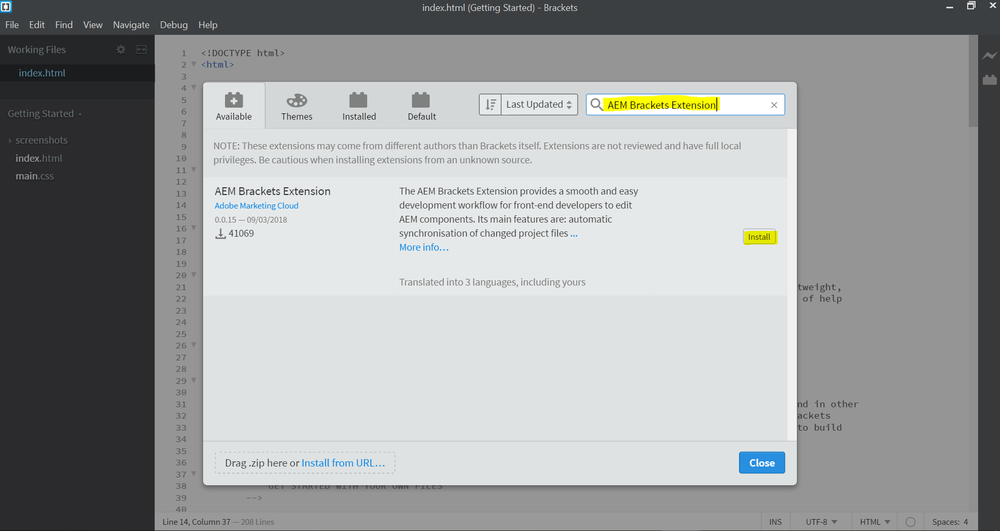 index.html (Getting Started) - Brackets
File Edit Find View Navigate Debug Help
Working Files
index.html
Getting Started
screenshots
index.html
main.css
1 <!DOCTYPE html>
2 <html>
3
4
5
6
7
8
9
10
11
12
13
14
15
16
17
18
19
20
21 tweight,
22 of help
23
24
25
26
27
28
29
30
31 nd in other
32 ackets
33 to build
34
35
36
37
38 GET STARTED WITH YOUR OWN FILES
39 -->
40
Available Themes Installed Default
Last Updated
AEM Brackets Extension
NOTE: These extensions may come from different authors than Brackets itself. Extensions are not reviewed and have full local
privileges. Be cautious when installing extensions from an unknown source.
AEM Brackets Extension
Adobe Marketing Cloud
0.0.15 — 09/03/2018
41069
The AEM Brackets Extension provides a smooth and easy
development workflow for front-end developers to edit
AEM components. Its main features are: automatic
synchronisation of changed project files ...
More info...
Translated into 3 languages, including yours
Install
Drag .zip here or Install from URL...
Close
Line 14, Column 37 — 208 Lines
INS UTF-8 HTML Spaces: 4